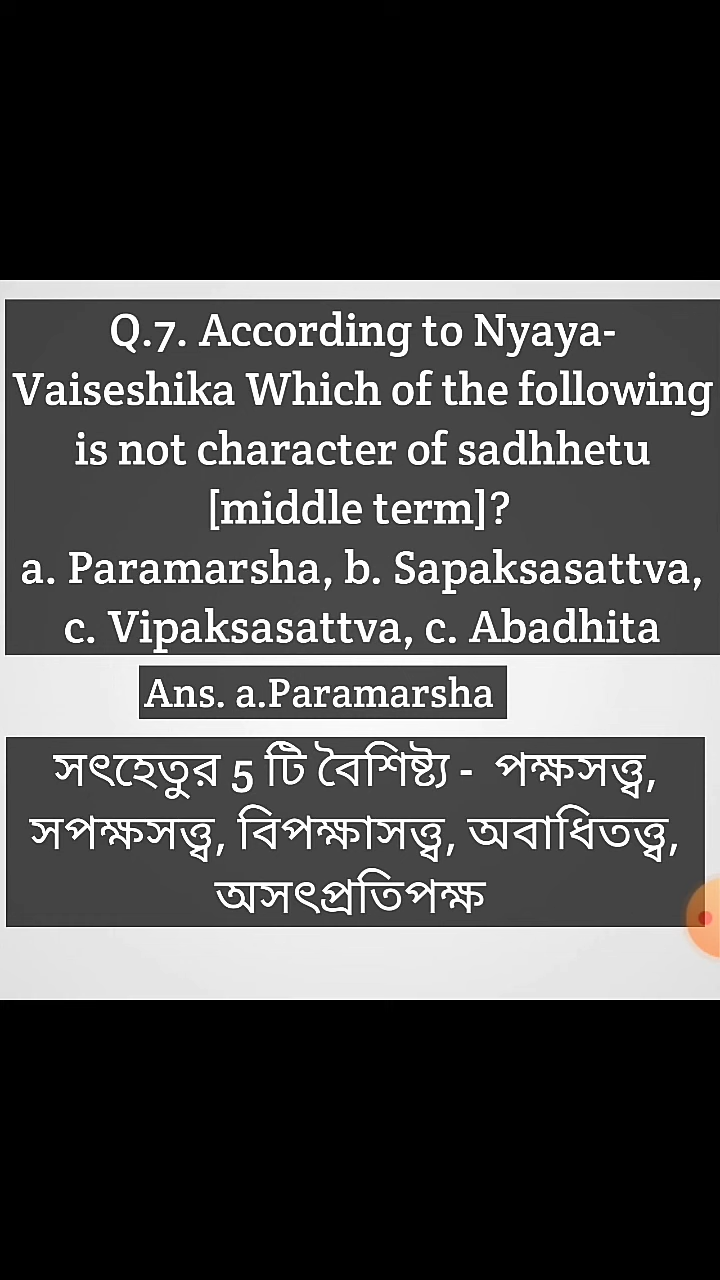 Q.7. According to Nyaya-
Vaiseshika Which of the following
is not character of sadhhetu
[middle term]?
a. Paramarsha, b. Sapaksasattva,
c. Vipaksasattva, c. Abadhita
Ans. a.Paramarsha
সৎহেতুর 5 টি বৈশিষ্ট্য - পক্ষসত্ত্ব,
সপক্ষসত্ত্ব, বিপক্ষাসত্ত্ব, অবাধিতত্ত্ব,
অসৎপ্রতিপক্ষ